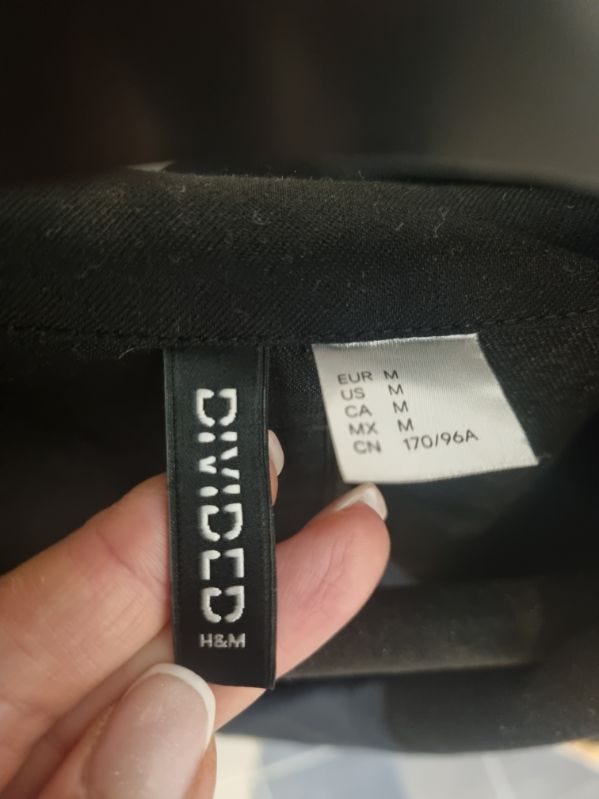 DIVIDED
H&M
EUR M
US M
CA M
MX M
CN 170/96A